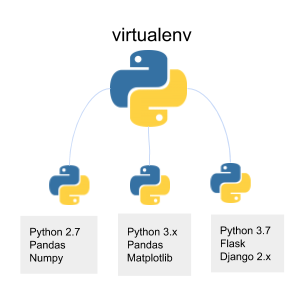 virtualenv
Python 2.7
Pandas
Numpy
Python 3.x
Pandas
Matplotlib
Python 3.7
Flask
Django 2.x